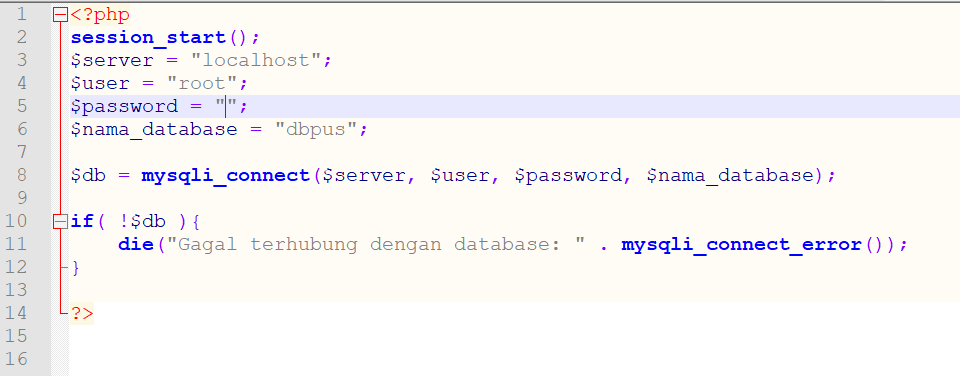 1 <?php
2 session_start();
3 $server = "localhost";
4 $user = "root";
5 $password = "";
6 $nama_database = "dbpus";
7
8 $db = mysqli_connect($server, $user, $password, $nama_database);
9
10 if( !$db ){
11     die("Gagal terhubung dengan database: " . mysqli_connect_error());
12 }
13
14 ?>
15
16